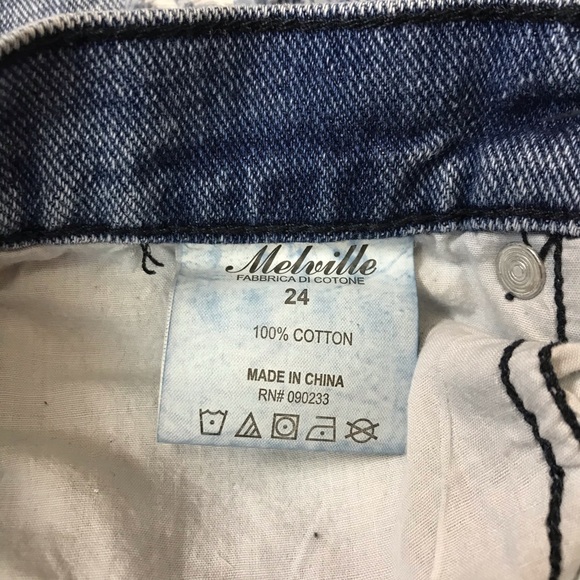 Melville
FABBRICA DI COTONE
24
100% COTTON
MADE IN CHINA
RN# 090233